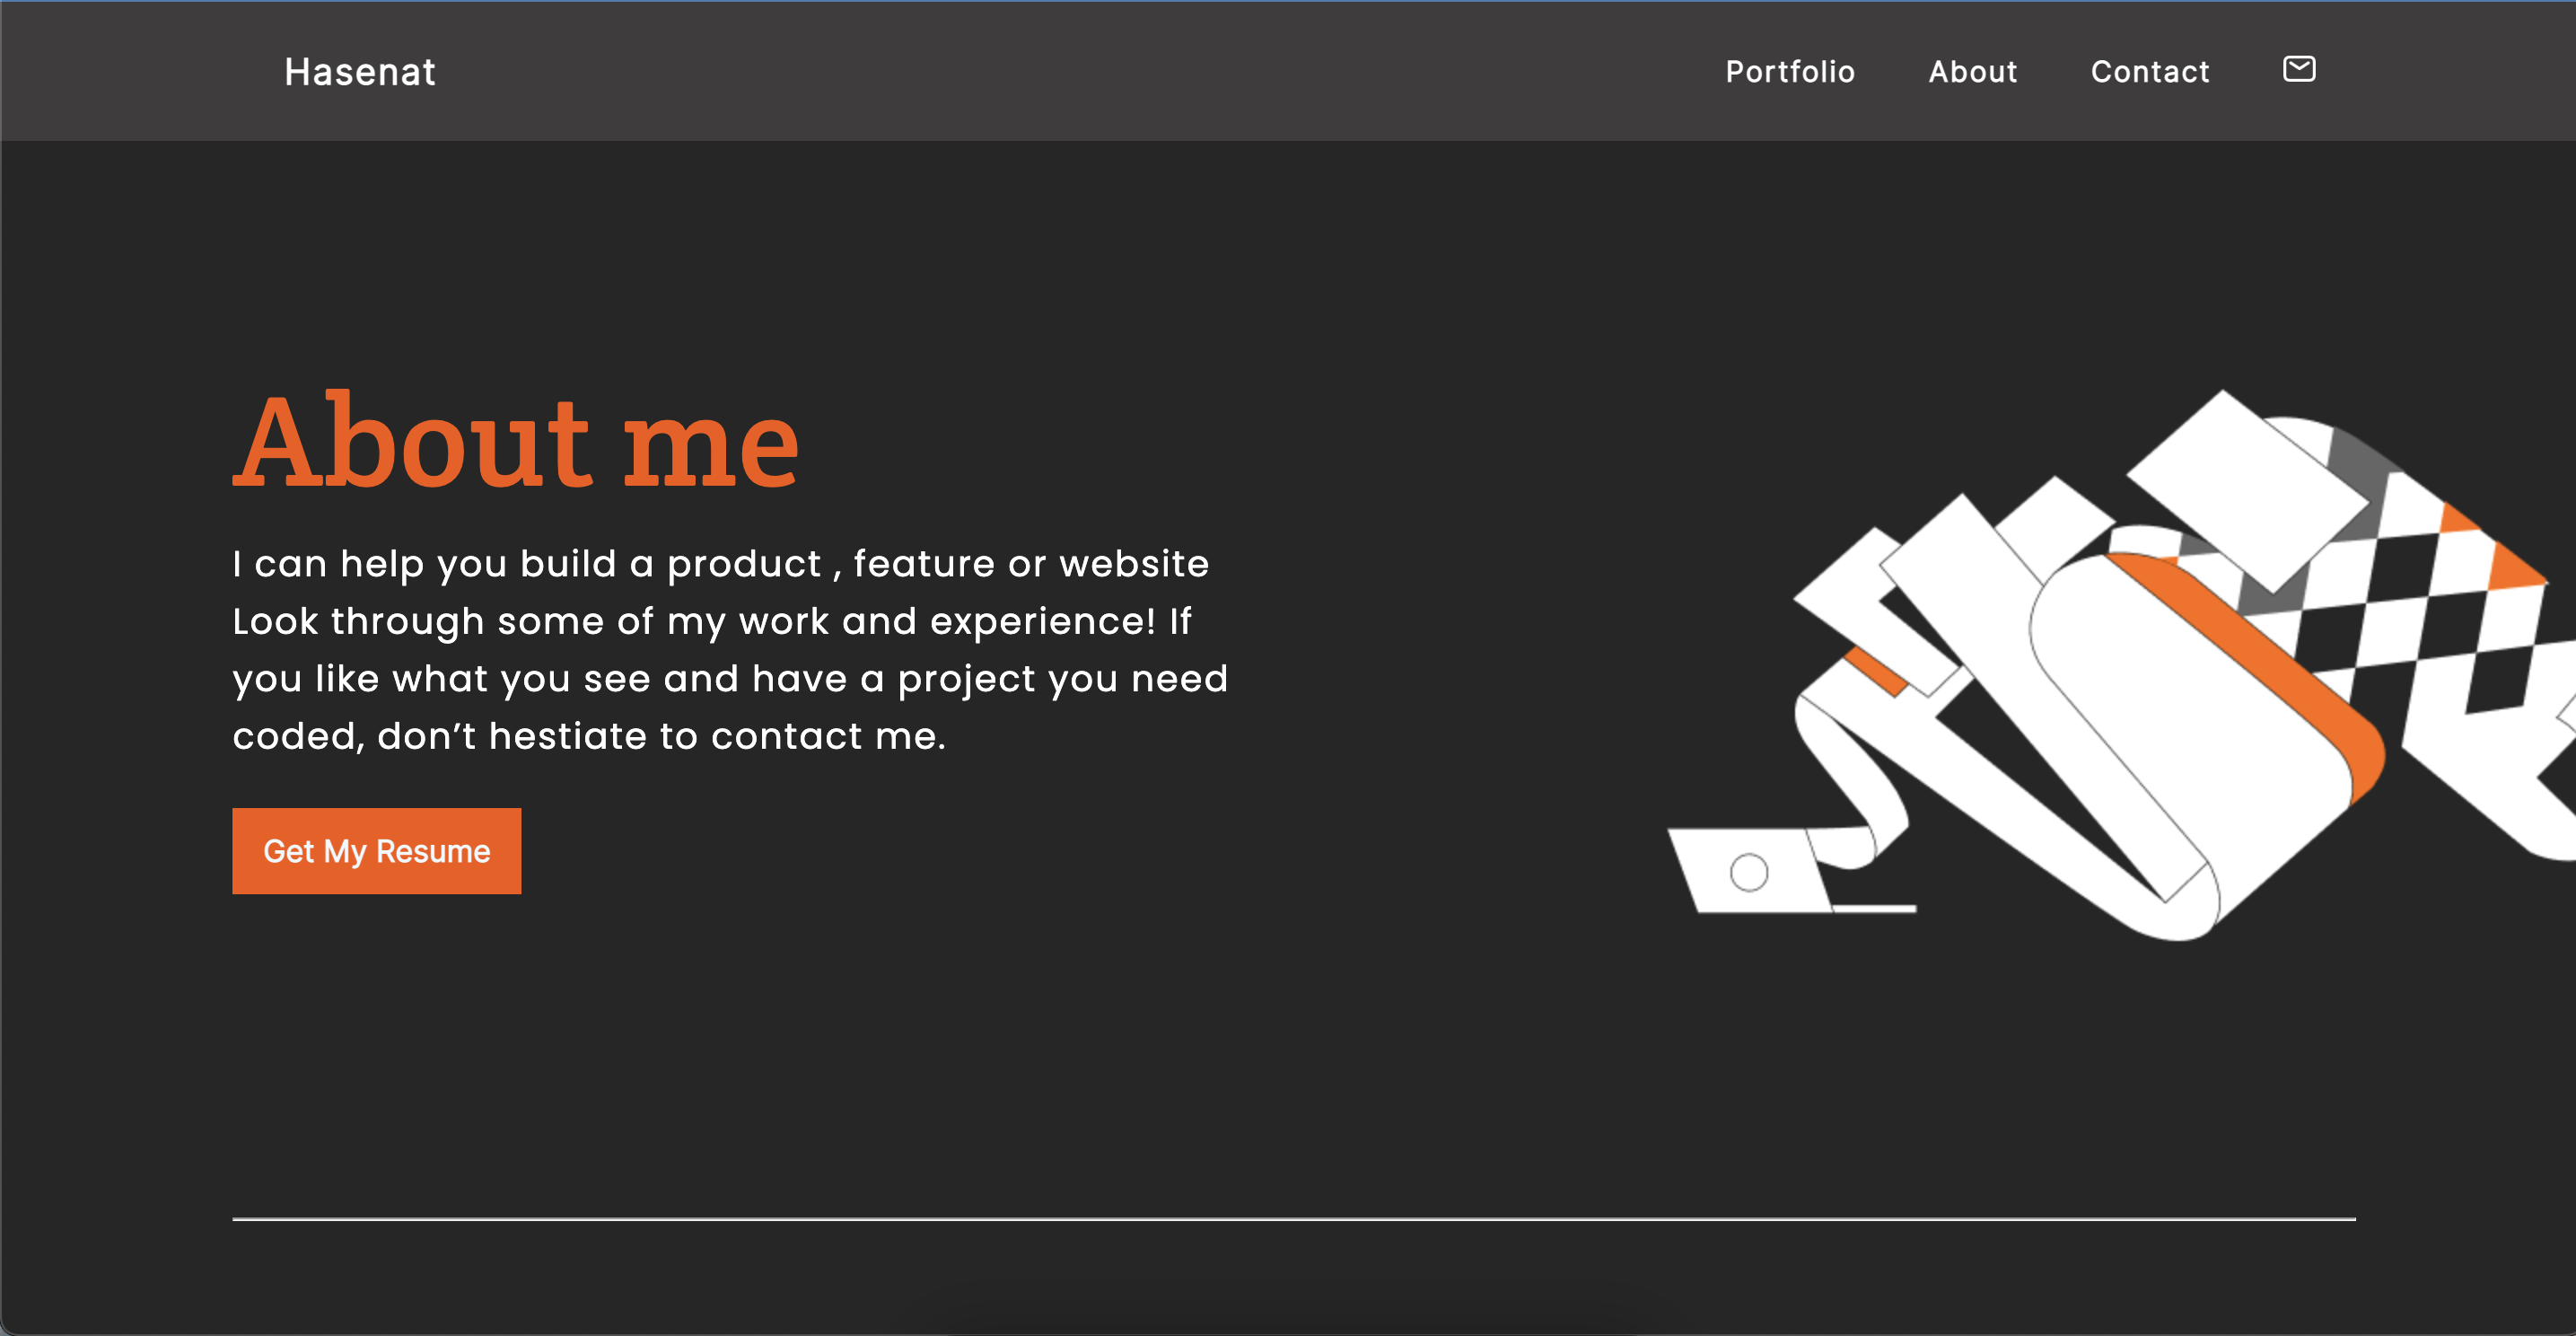 Hasenat
Portfolio
About
Contact
About me
I can help you build a product , feature or website
Look through some of my work and experience! If
you like what you see and have a project you need
coded, don’t hestiate to contact me.
Get My Resume